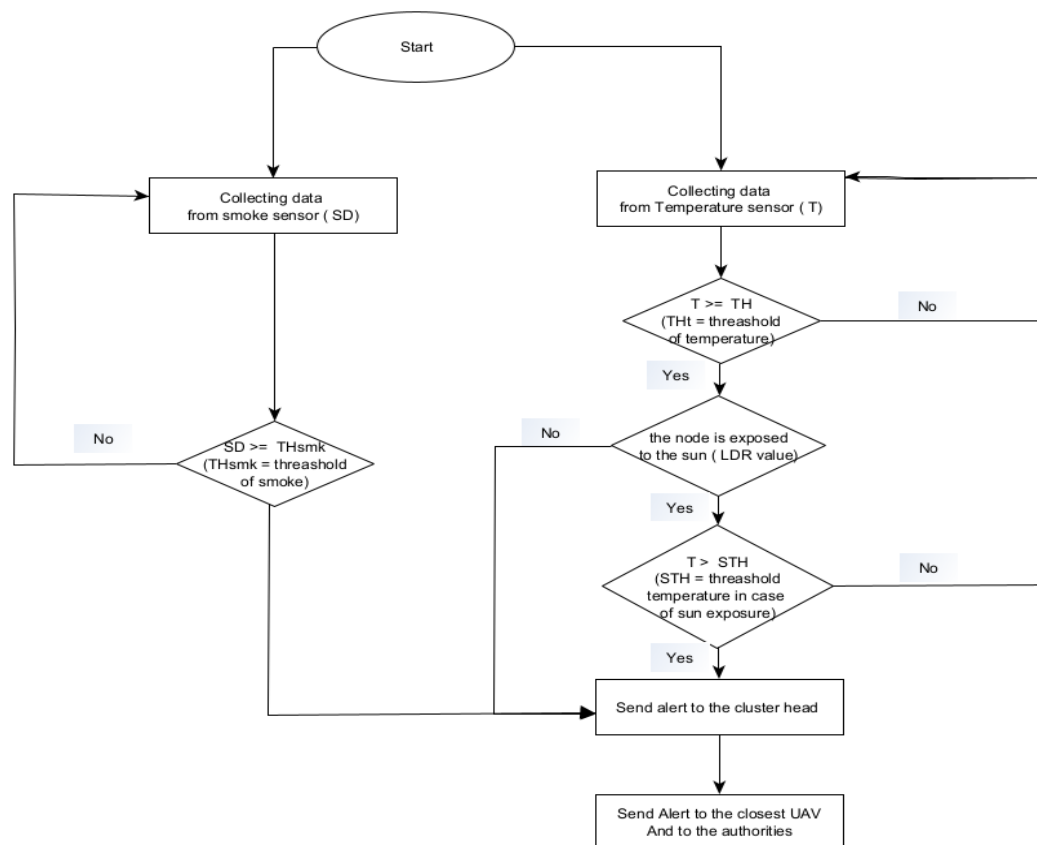 Start
Collecting data
from smoke sensor ( SD)
Collecting data
from Temperature sensor ( T)
T >= TH
(THt = threashold
of temperature)
No
Yes
the node is exposed
to the sun ( LDR value)
No
No
SD >= THsmk
(THsmk = threashold
of smoke)
Yes
T > STH
(STH = threashold
temperature in case
of sun exposure)
No
Yes
Send alert to the cluster head
Send Alert to the closest UAV
And to the authorities